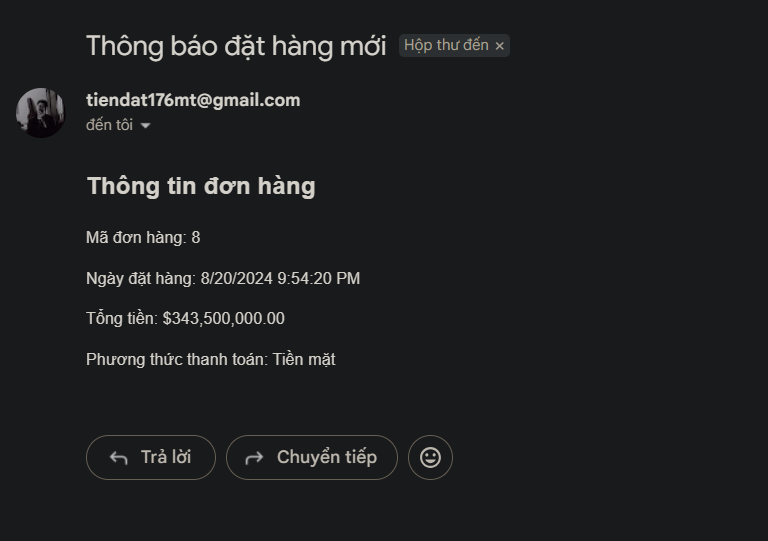 Thông báo đặt hàng mới Hộp thư đến ×
tiendat176mt@gmail.com
đến tôi
Thông tin đơn hàng
Mã đơn hàng: 8
Ngày đặt hàng: 8/20/2024 9:54:20 PM
Tổng tiền: $343,500,000.00
Phương thức thanh toán: Tiền mặt
Trả lời Chuyển tiếp